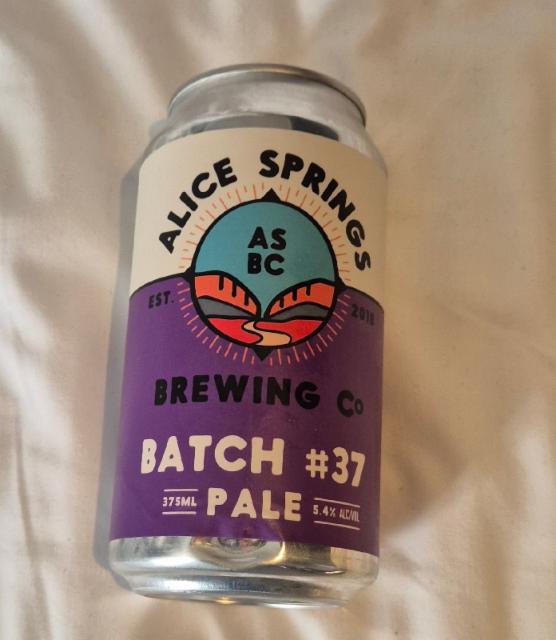 ALICE SPRINGS
AS
BC
EST. 2018
BREWING Co
BATCH #37
375ML PALE 5.4% ALC/VOL